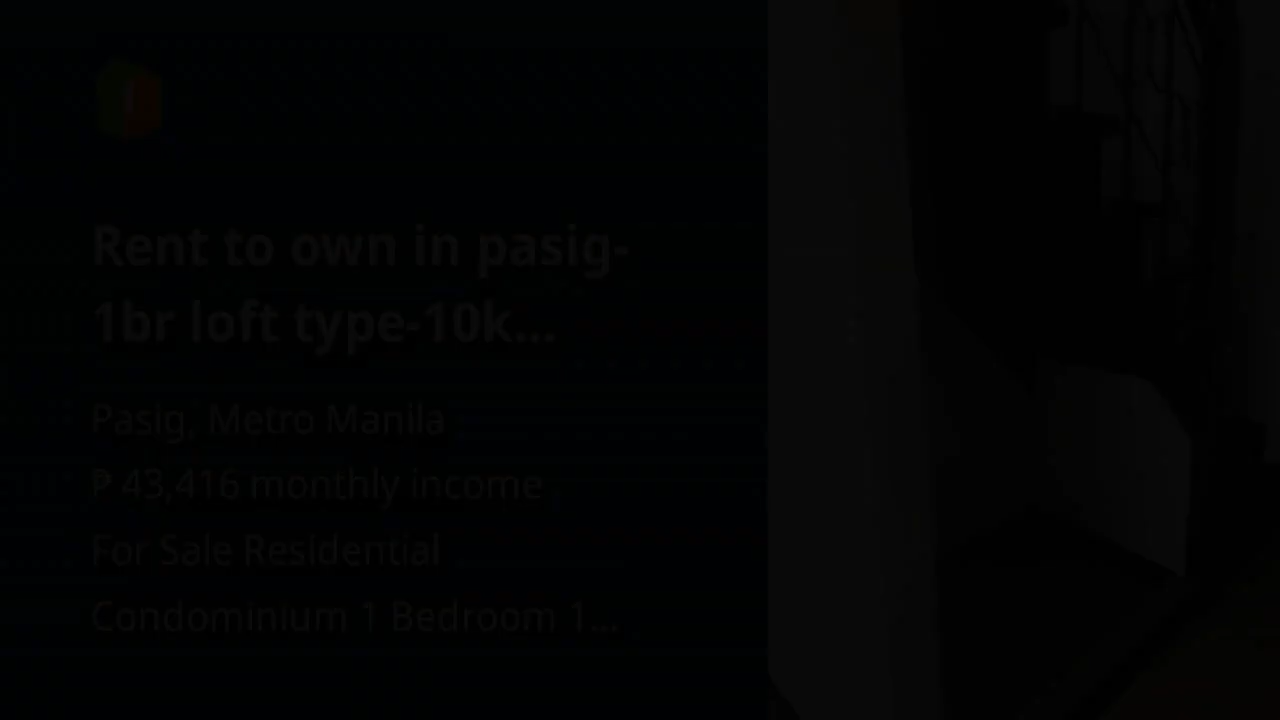 Rent to own in pasig-
1br loft type-10k...
Pasig, Metro Manila
₱ 43,416 monthly income
For Sale Residential
Condominium 1 Bedroom 1...